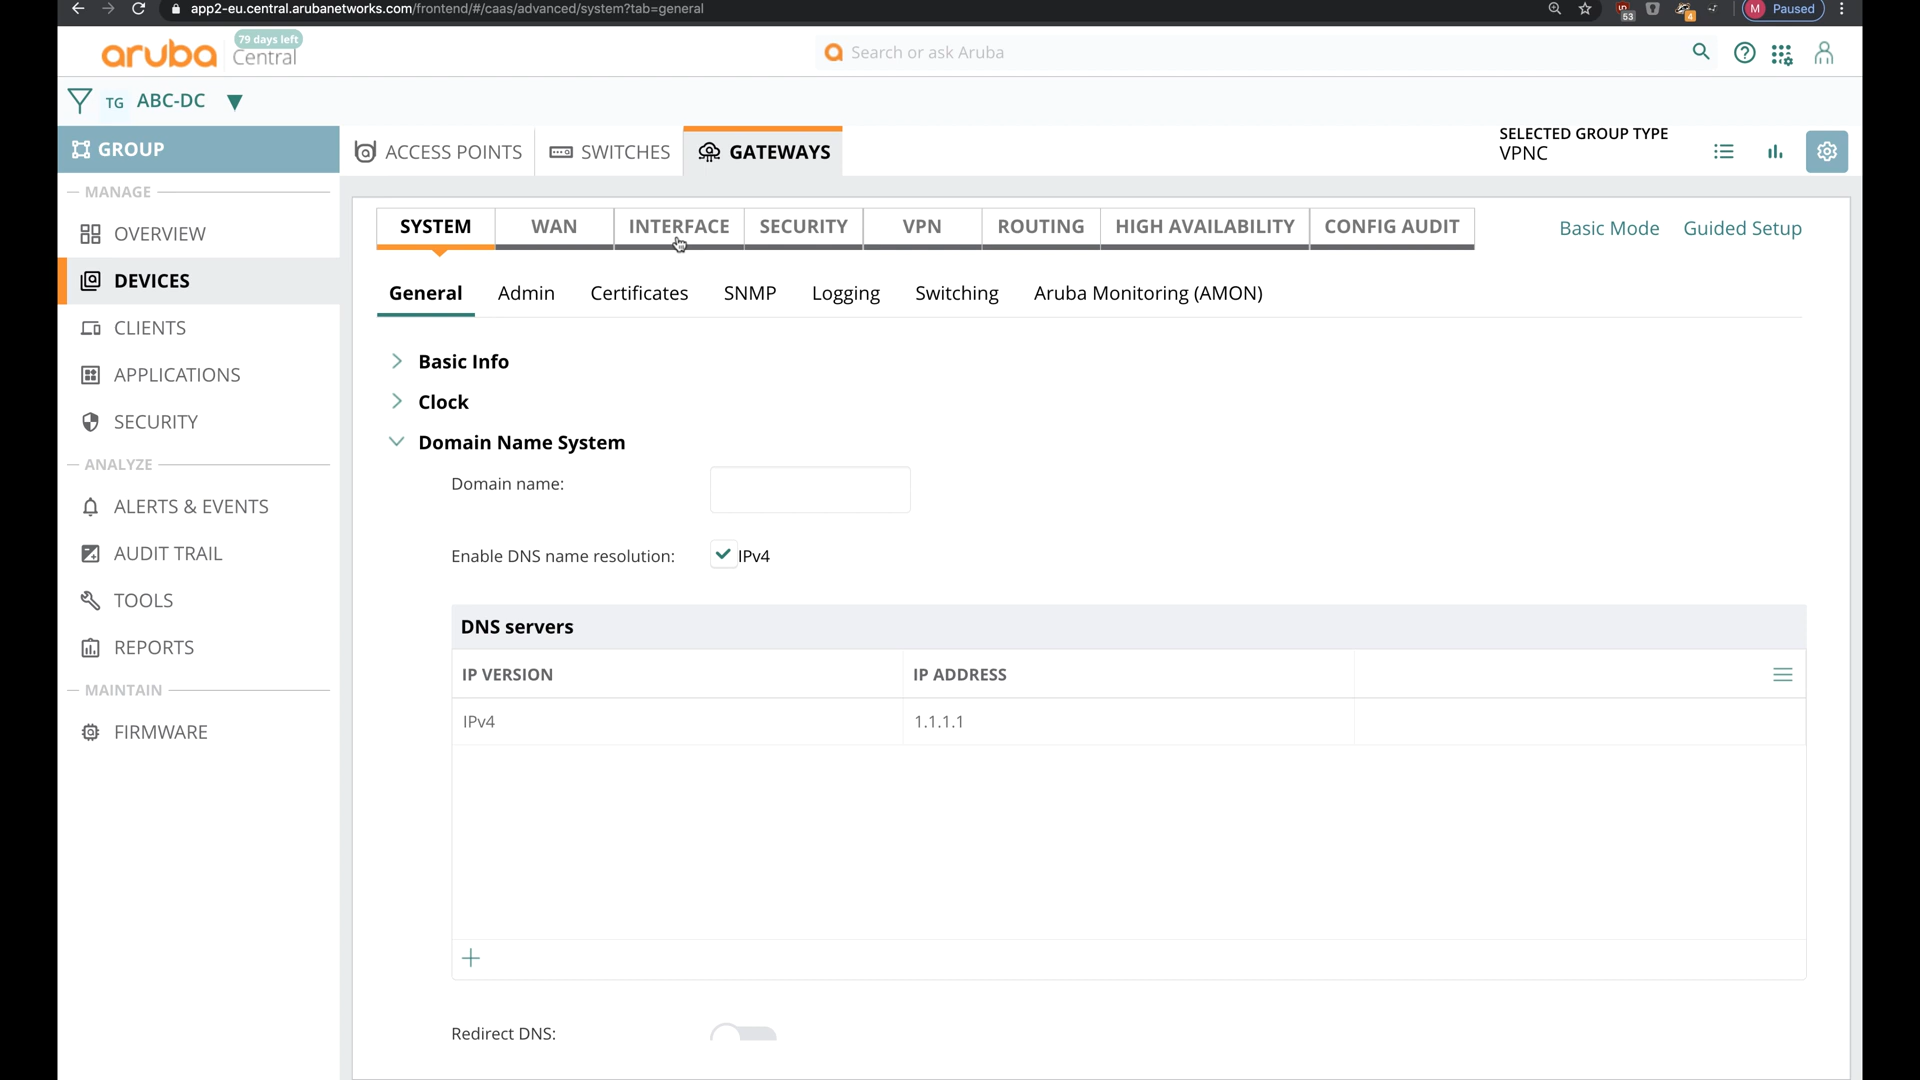 app2-eu.central.arubanetworks.com/frontend/#/caas/advanced/system?tab=general
53
4
M Paused
aruba
79 days left
Central
Search or ask Aruba
TG ABC-DC
GROUP
ACCESS POINTS
SWITCHES
GATEWAYS
SELECTED GROUP TYPE
VPNC
MANAGE
OVERVIEW
DEVICES
CLIENTS
APPLICATIONS
SECURITY
ANALYZE
ALERTS & EVENTS
AUDIT TRAIL
TOOLS
REPORTS
MAINTAIN
FIRMWARE
SYSTEM
WAN
INTERFACE
SECURITY
VPN
ROUTING
HIGH AVAILABILITY
CONFIG AUDIT
Basic Mode
Guided Setup
General
Admin
Certificates
SNMP
Logging
Switching
Aruba Monitoring (AMON)
Basic Info
Clock
Domain Name System
Domain name:
Enable DNS name resolution:
IPv4
DNS servers
IP VERSION
IP ADDRESS
IPv4
1.1.1.1
Redirect DNS: